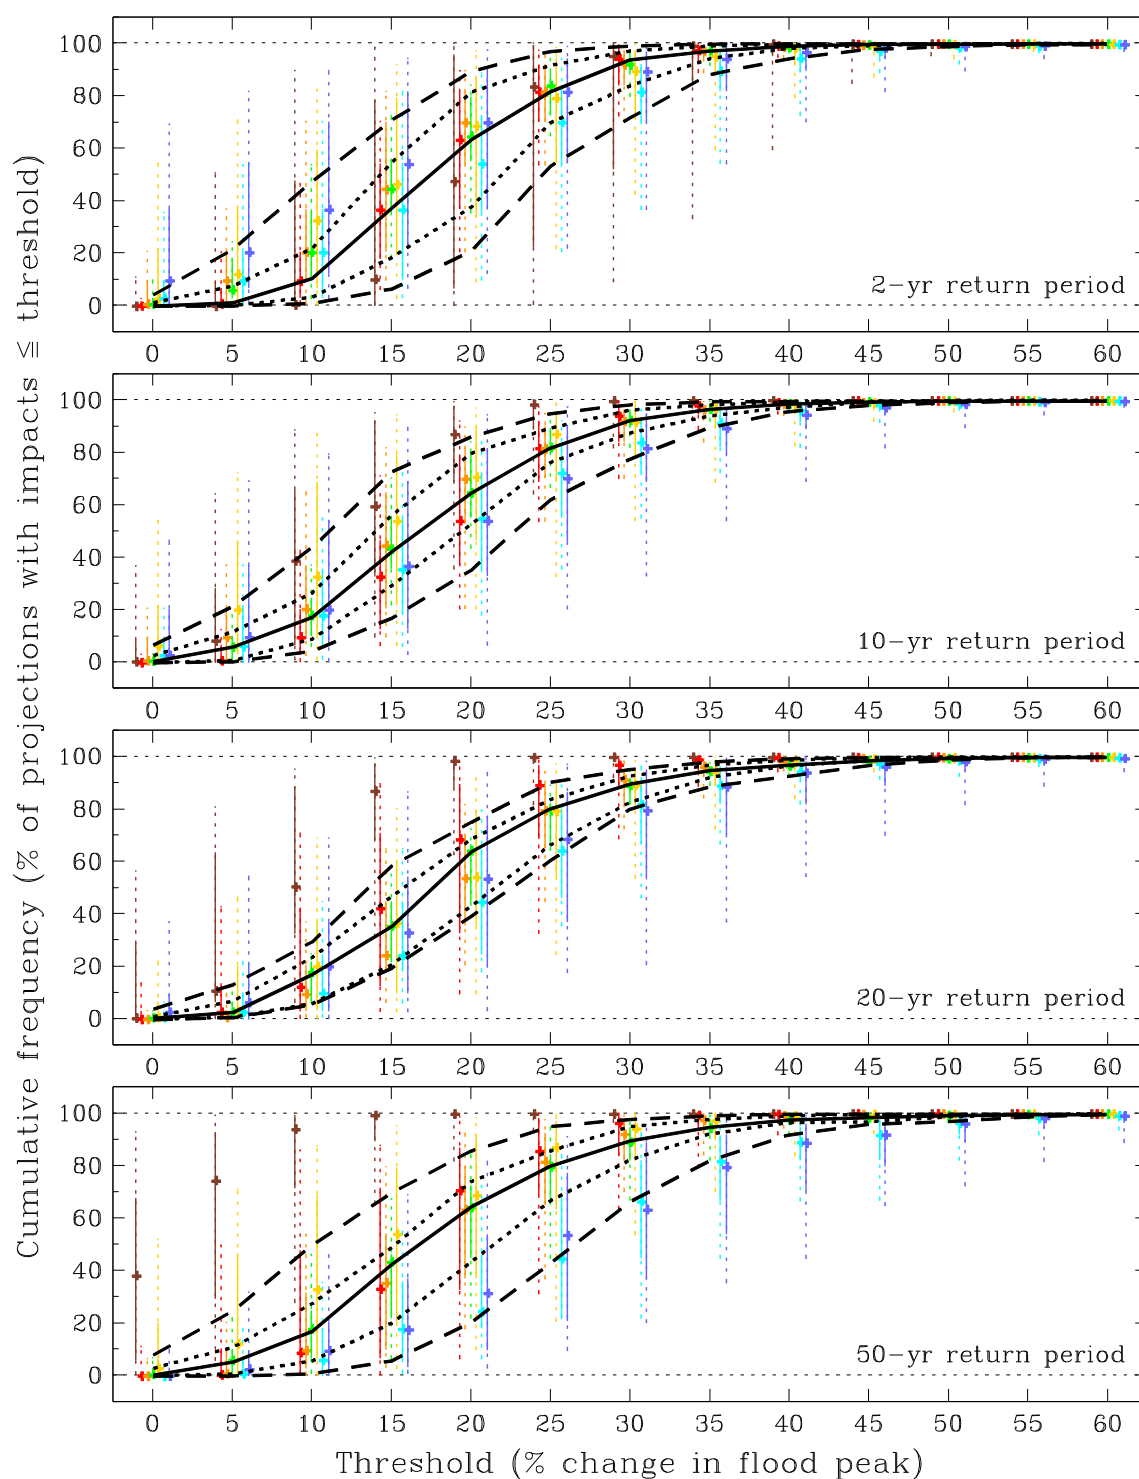 Cumulative frequency (% of projections with impacts ≦ threshold)
100
80
60
40
20
0
2-yr return period
0 5 10 15 20 25 30 35 40 45 50 55 60
100
80
60
40
20
0
10-yr return period
0 5 10 15 20 25 30 35 40 45 50 55 60
100
80
60
40
20
0
20-yr return period
0 5 10 15 20 25 30 35 40 45 50 55 60
100
80
60
40
20
0
50-yr return period
0 5 10 15 20 25 30 35 40 45 50 55 60
Threshold (% change in flood peak)